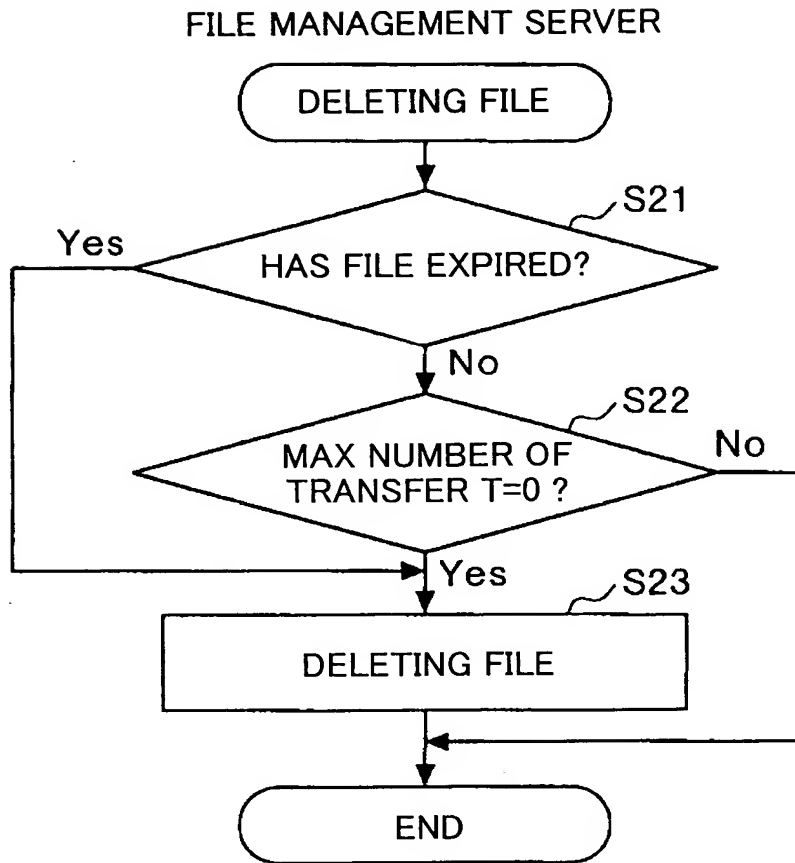 FILE MANAGEMENT SERVER
DELETING FILE
S21
Yes
HAS FILE EXPIRED?
No
S22
MAX NUMBER OF
TRANSFER T=0 ?
No
Yes
S23
DELETING FILE
END